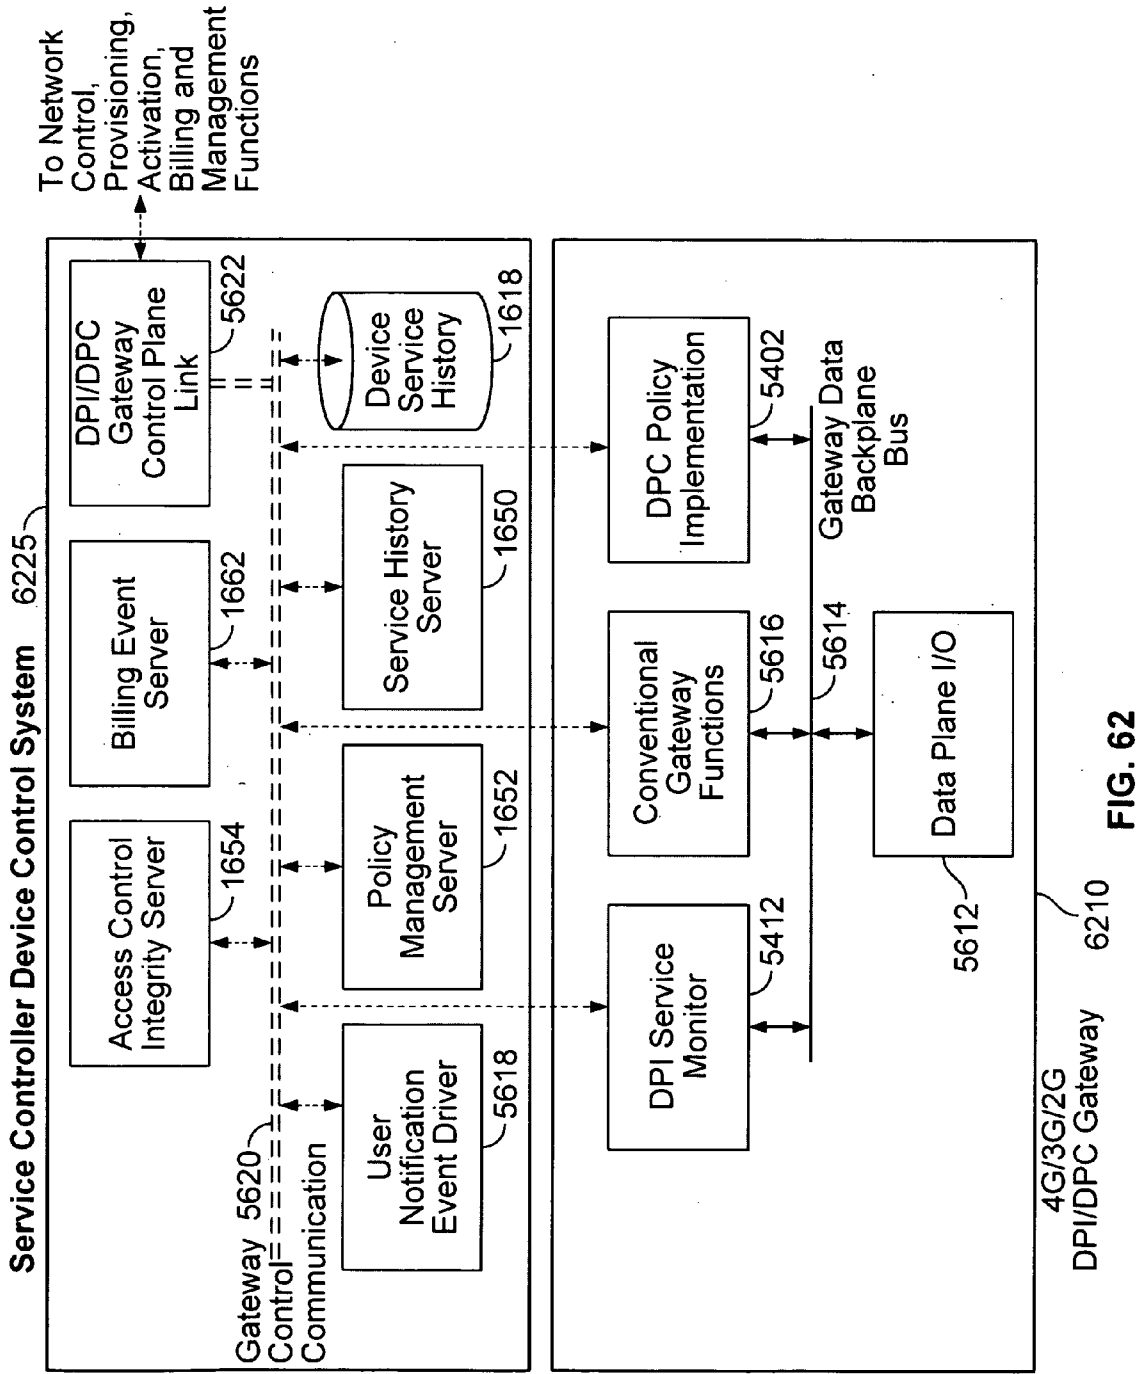 Service Controller Device Control System
6225
To Network
Control,
Provisioning,
Activation,
Billing and
Management
Functions
Access Control
Integrity Server
1654
Billing Event
Server
1662
DPI/DPC
Gateway
Control Plane
Link
5622
Gateway
Control
Communication
5620
User
Notification
Event Driver
5618
Policy
Management
Server
1652
Service History
Server
1650
Device
Service
History
1618
DPI Service
Monitor
5412
Conventional
Gateway
Functions
5616
DPC Policy
Implementation
5402
5614
Gateway Data
Backplane
Bus
Data Plane I/O
5612
6210
4G/3G/2G
DPI/DPC Gateway
FIG. 62